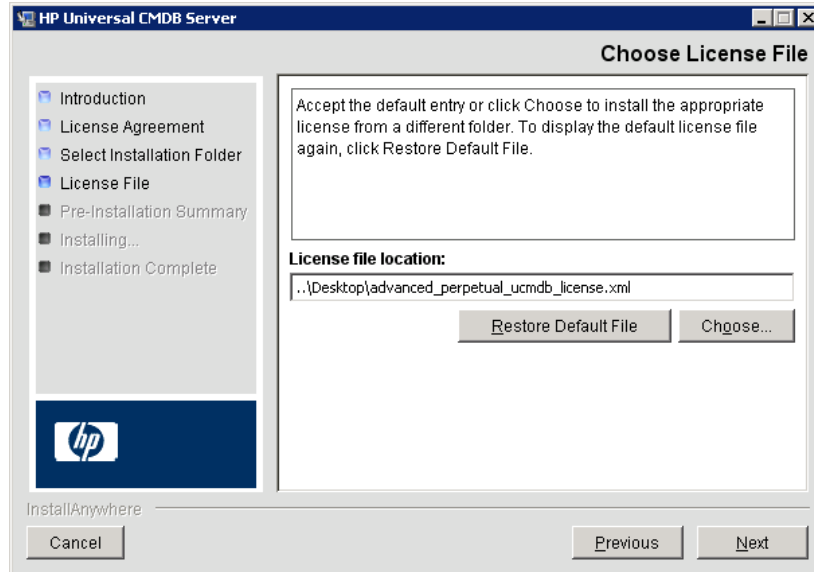 HP Universal CMDB Server
Choose License File
Introduction
License Agreement
Select Installation Folder
License File
Pre-Installation Summary
Installing...
Installation Complete
Accept the default entry or click Choose to install the appropriate
license from a different folder. To display the default license file
again, click Restore Default File.
License file location:
..\Desktop\advanced_perpetual_ucmdb_license.xml
Restore Default File
Choose...
hp
InstallAnywhere
Cancel
Previous
Next